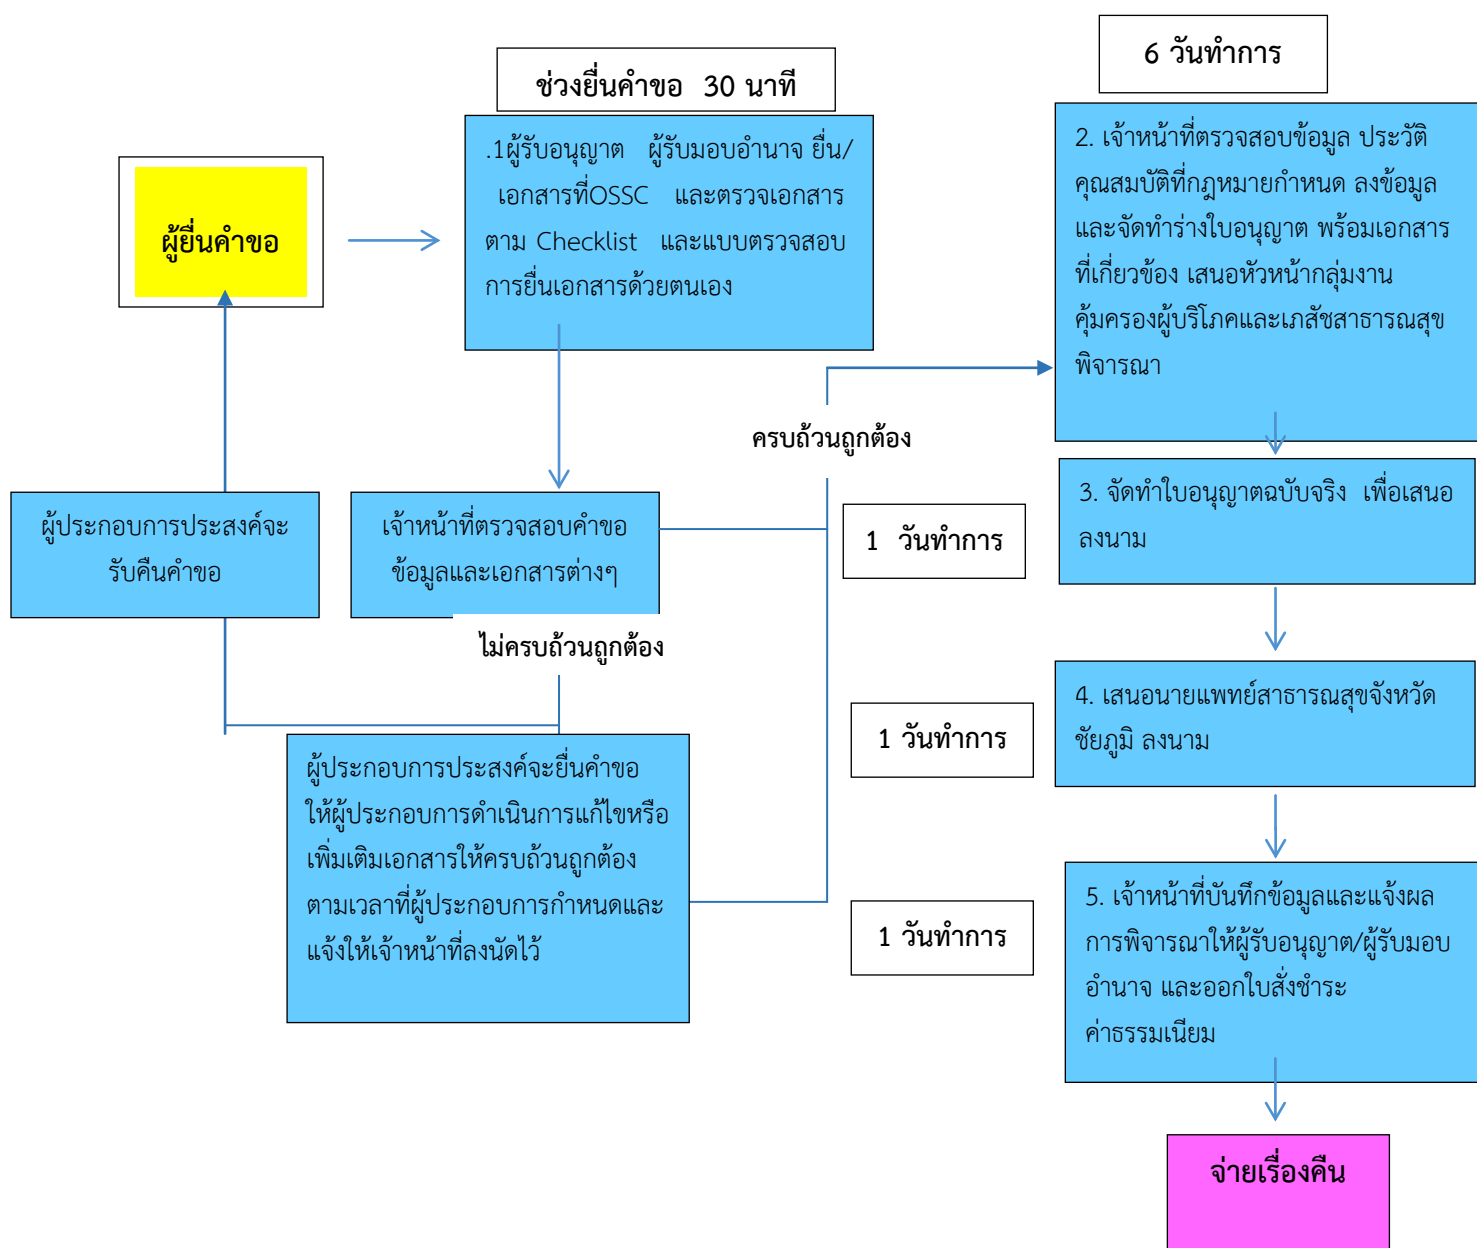 6 วันทำการ
ช่วงยื่นคำขอ 30 นาที
ผู้ยื่นคำขอ
.1ผู้รับอนุญาต ผู้รับมอบอำนาจ ยื่น/
เอกสารที่OSSC และตรวจเอกสาร
ตาม Checklist และแบบตรวจสอบ
การยื่นเอกสารด้วยตนเอง
2. เจ้าหน้าที่ตรวจสอบข้อมูล ประวัติ
คุณสมบัติที่กฎหมายกำหนด ลงข้อมูล
และจัดทำร่างใบอนุญาต พร้อมเอกสาร
ที่เกี่ยวข้อง เสนอหัวหน้ากลุ่มงาน
คุ้มครองผู้บริโภคและเภสัชสาธารณสุข
พิจารณา
ครบถ้วนถูกต้อง
ผู้ประกอบการประสงค์จะ
รับคืนคำขอ
เจ้าหน้าที่ตรวจสอบคำขอ
ข้อมูลและเอกสารต่างๆ
1 วันทำการ
3. จัดทำใบอนุญาตฉบับจริง เพื่อเสนอ
ลงนาม
ไม่ครบถ้วนถูกต้อง
1 วันทำการ
4. เสนอนายแพทย์สาธารณสุขจังหวัด
ชัยภูมิ ลงนาม
ผู้ประกอบการประสงค์จะยื่นคำขอ
ให้ผู้ประกอบการดำเนินการแก้ไขหรือ
เพิ่มเติมเอกสารให้ครบถ้วนถูกต้อง
ตามเวลาที่ผู้ประกอบการกำหนดและ
แจ้งให้เจ้าหน้าที่ลงนัดไว้
1 วันทำการ
5. เจ้าหน้าที่บันทึกข้อมูลและแจ้งผล
การพิจารณาให้ผู้รับอนุญาต/ผู้รับมอบ
อำนาจ และออกใบสั่งชำระ
ค่าธรรมเนียม
จ่ายเรื่องคืน